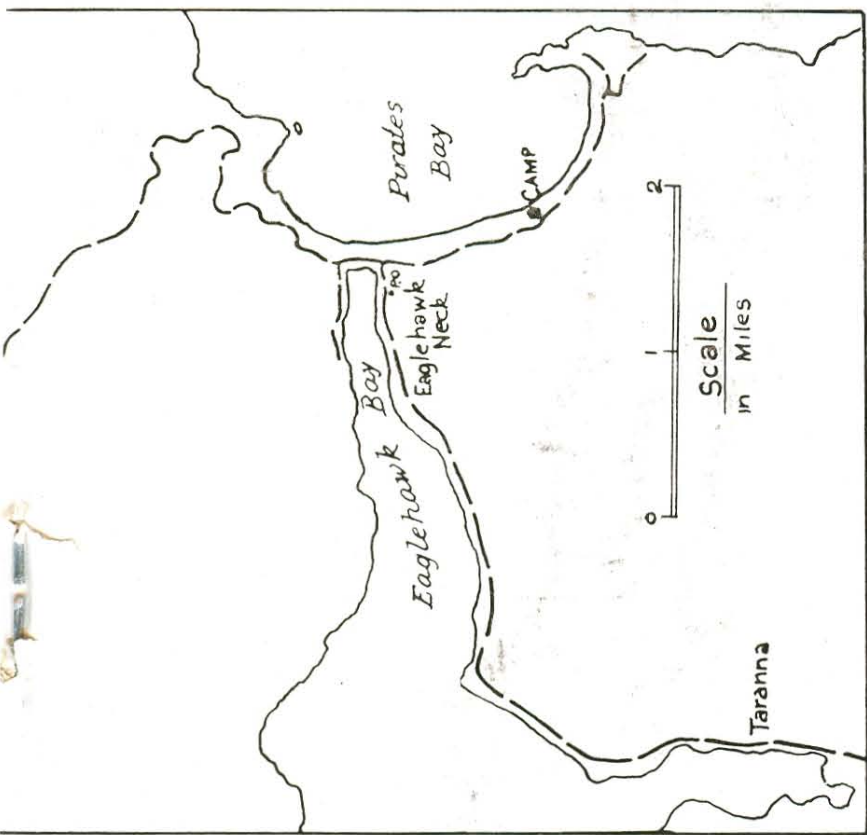 Pirates
Bay
CAMP
P.O
Eaglehawk
Neck
Eaglehawk Bay
Taranna
0 1 2
Scale
in Miles